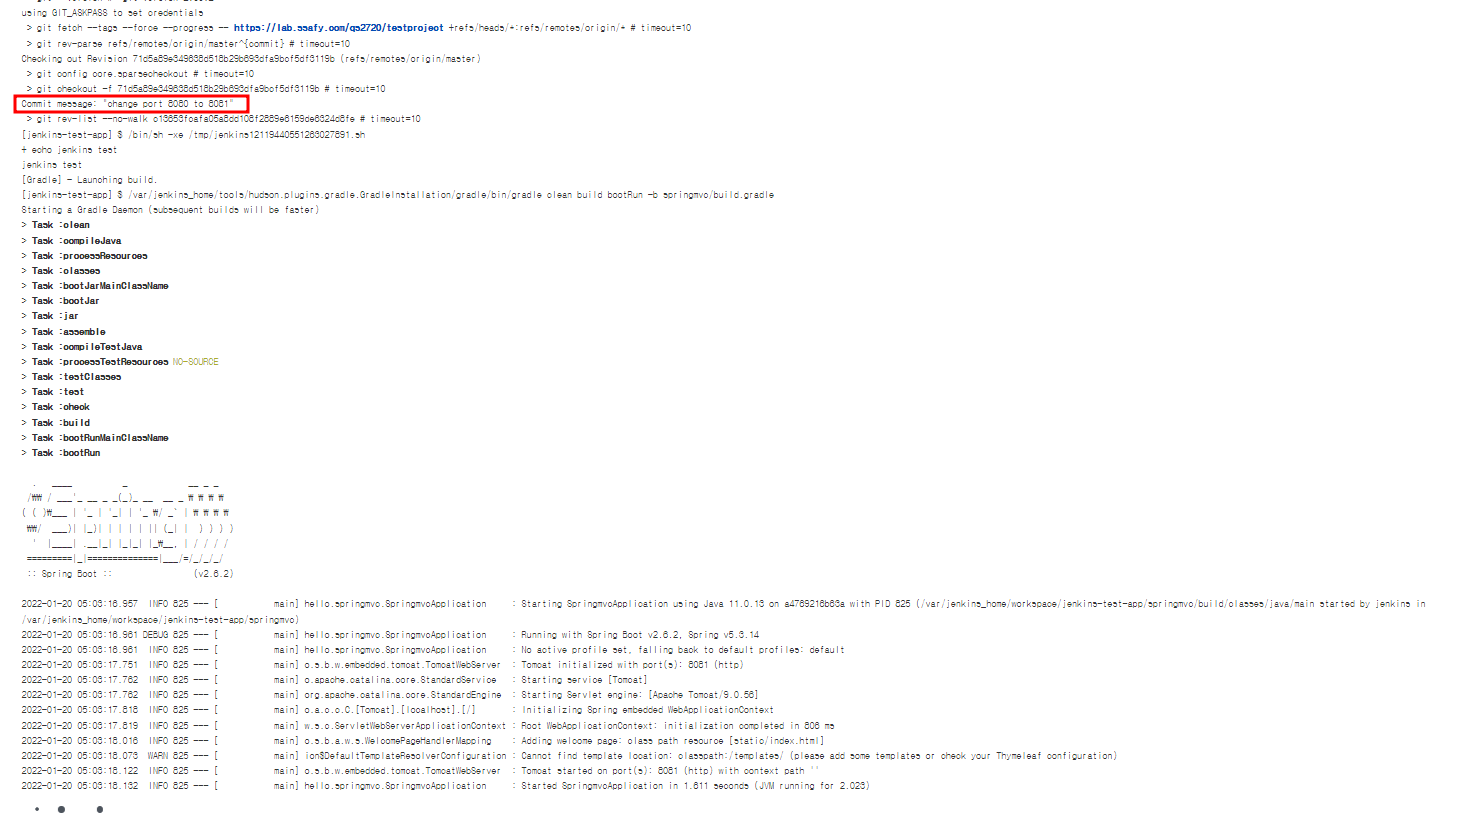 using GIT_ASKPASS to set credentials
> git fetch --tags --force --progress -- https://lab.ssafy.com/qs2720/testproject +refs/heads/*:refs/remotes/origin/* # timeout=10
> git rev-parse refs/remotes/origin/master^{commit} # timeout=10
Checking out Revision (refs/remotes/origin/master)
> git config core.sparsecheckout # timeout=10
> git checkout -f # timeout=10
Commit message: "change port 8080 to 8081"
> git rev-list --no-walk # timeout=10
[jenkins-test-app] $ /bin/sh -xe
+ echo jenkins test
jenkins test
[Gradle] - Launching build.
[jenkins-test-app] $ /var/jenkins_home/tools/hudson.plugins.gradle.GradleInstallation/gradle/bin/gradle clean build bootRun -b springmvc/build.gradle
Starting a Gradle Daemon (subsequent builds will be faster)
> Task :clean
> Task :compileJava
> Task :processResources
> Task :classes
> Task :bootJarMainClassName
> Task :bootJar
> Task :jar
> Task :assemble
> Task :compileTestJava
> Task :processTestResources NO-SOURCE
> Task :testClasses
> Task :test
> Task :check
> Task :build
> Task :bootRunMainClassName
> Task :bootRun
:: Spring Boot :: (v2.6.2)
2022-01-20 05:03:16.957 INFO 825 --- [ main] hello.springmvc.SpringmvcApplication : Starting SpringmvcApplication using Java 11.0.13 on with PID 825 (/var/jenkins_home/workspace/jenkins-test-app/springmvc/build/classes/java/main started by jenkins in
/var/jenkins_home/workspace/jenkins-test-app/springmvc)
2022-01-20 05:03:16.961 DEBUG 825 --- [ main] hello.springmvc.SpringmvcApplication : Running with Spring Boot v2.6.2, Spring v5.3.14
2022-01-20 05:03:16.961 INFO 825 --- [ main] hello.springmvc.SpringmvcApplication : No active profile set, falling back to default profiles: default
2022-01-20 05:03:17.751 INFO 825 --- [ main] o.s.b.w.embedded.tomcat.TomcatWebServer : Tomcat initialized with port(s): 8081 (http)
2022-01-20 05:03:17.762 INFO 825 --- [ main] o.apache.catalina.core.StandardService : Starting service [Tomcat]
2022-01-20 05:03:17.762 INFO 825 --- [ main] org.apache.catalina.core.StandardEngine : Starting Servlet engine: [Apache Tomcat/9.0.56]
2022-01-20 05:03:17.818 INFO 825 --- [ main] o.a.c.c.C.[Tomcat].[localhost].[/] : Initializing Spring embedded WebApplicationContext
2022-01-20 05:03:17.819 INFO 825 --- [ main] w.s.c.ServletWebServerApplicationContext : Root WebApplicationContext: initialization completed in 806 ms
2022-01-20 05:03:18.016 INFO 825 --- [ main] o.s.b.a.w.s.WelcomePageHandlerMapping : Adding welcome page: class path resource [static/index.html]
2022-01-20 05:03:18.073 WARN 825 --- [ main] ion$DefaultTemplateResolverConfiguration : Cannot find template location: classpath:/templates/ (please add some templates or check your Thymeleaf configuration)
2022-01-20 05:03:18.122 INFO 825 --- [ main] o.s.b.w.embedded.tomcat.TomcatWebServer : Tomcat started on port(s): 8081 (http) with context path ''
2022-01-20 05:03:18.132 INFO 825 --- [ main] hello.springmvc.SpringmvcApplication : Started SpringmvcApplication in 1.611 seconds (JVM running for 2.023)